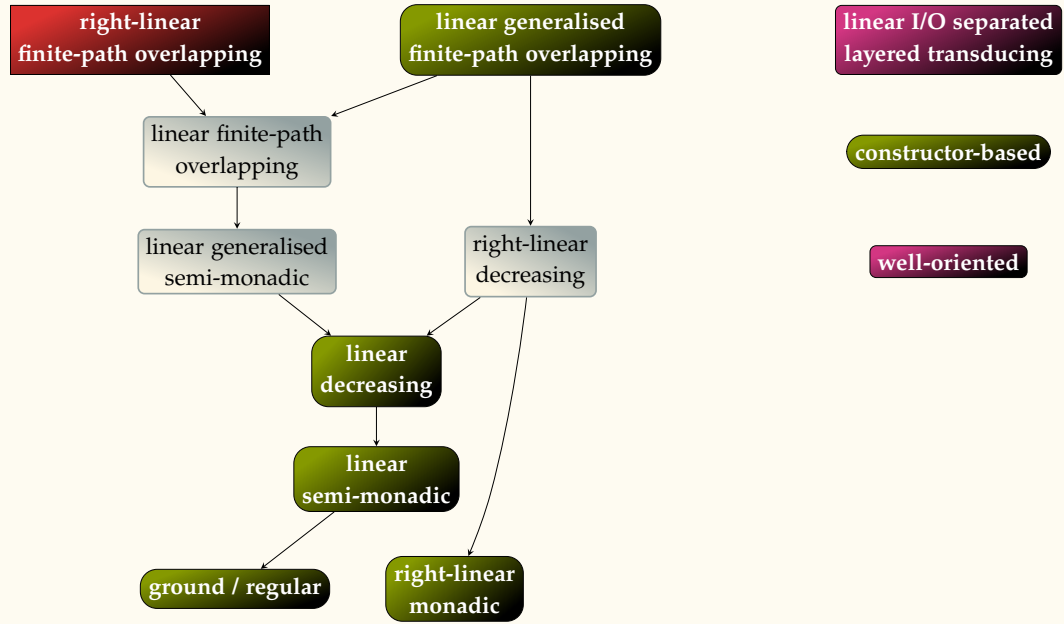 right-linear
finite-path overlapping
linear generalised
finite-path overlapping
linear I/O separated
layered transducing
linear finite-path
overlapping
constructor-based
linear generalised
semi-monadic
right-linear
decreasing
well-oriented
linear
decreasing
linear
semi-monadic
ground / regular
right-linear
monadic